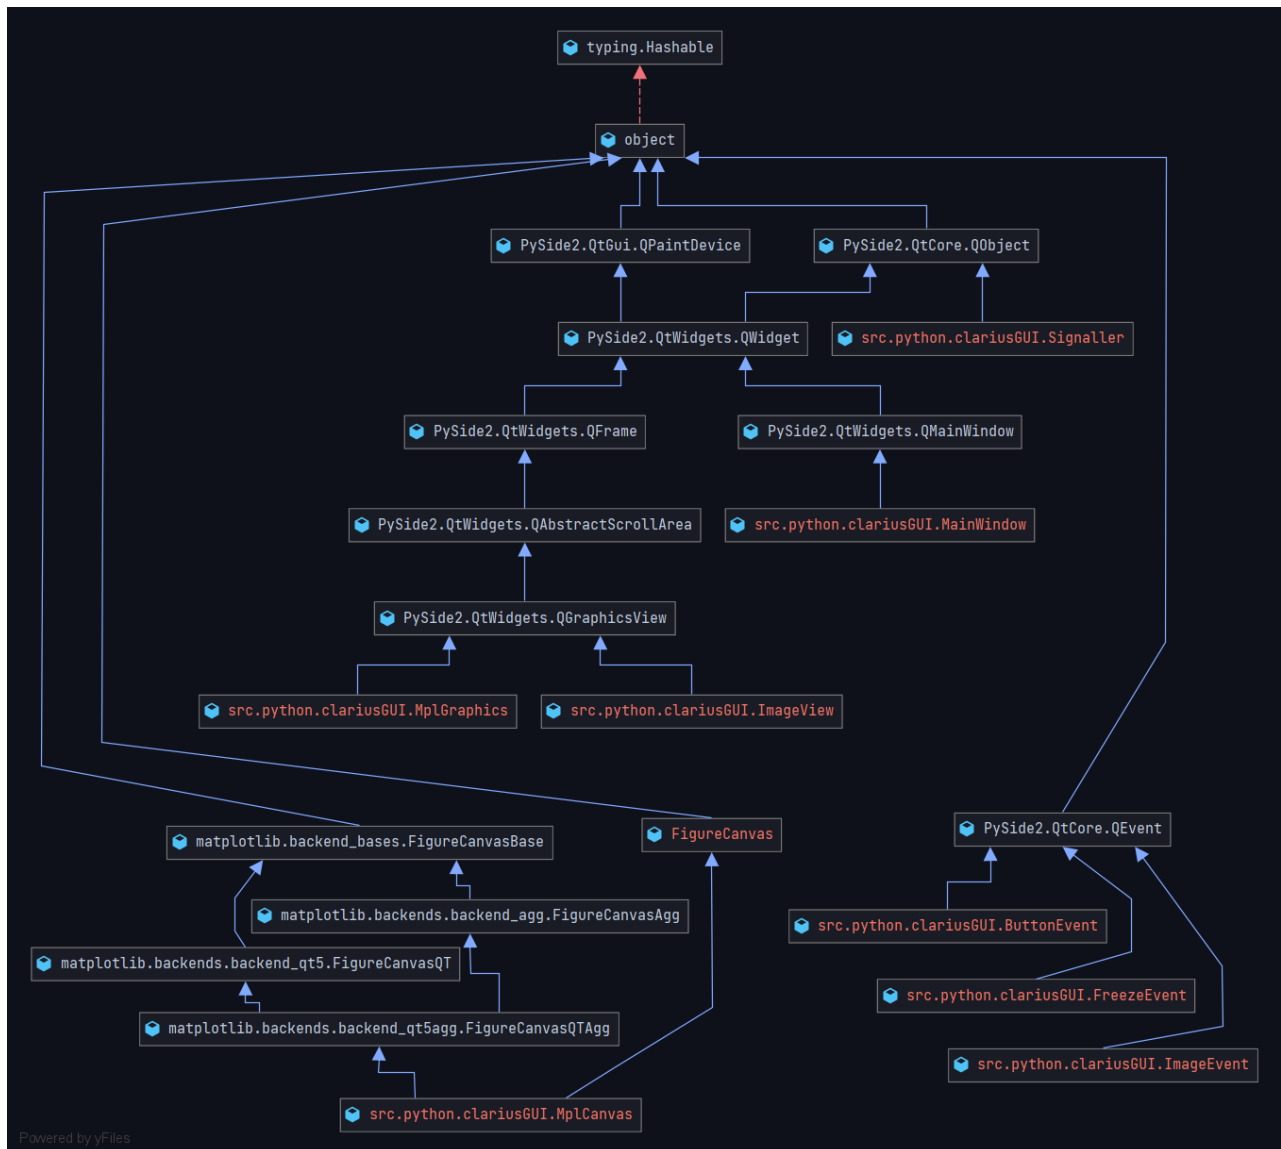 typing.Hashable
object
PySide2.QtGui.QPaintDevice
PySide2.QtCore.QObject
PySide2.QtWidgets.QWidget
src.python.clariusGUI.Signaller
PySide2.QtWidgets.QFrame
PySide2.QtWidgets.QMainWindow
PySide2.QtWidgets.QAbstractScrollArea
src.python.clariusGUI.MainWindow
PySide2.QtWidgets.QGraphicsView
src.python.clariusGUI.MplGraphics
src.python.clariusGUI.ImageView
matplotlib.backend_bases.FigureCanvasBase
FigureCanvas
PySide2.QtCore.QEvent
matplotlib.backends.backend_agg.FigureCanvasAgg
src.python.clariusGUI.ButtonEvent
matplotlib.backends.backend_qt5.FigureCanvasQT
src.python.clariusGUI.FreezeEvent
matplotlib.backends.backend_qt5agg.FigureCanvasQTAgg
src.python.clariusGUI.ImageEvent
src.python.clariusGUI.MplCanvas
Powered by yFiles